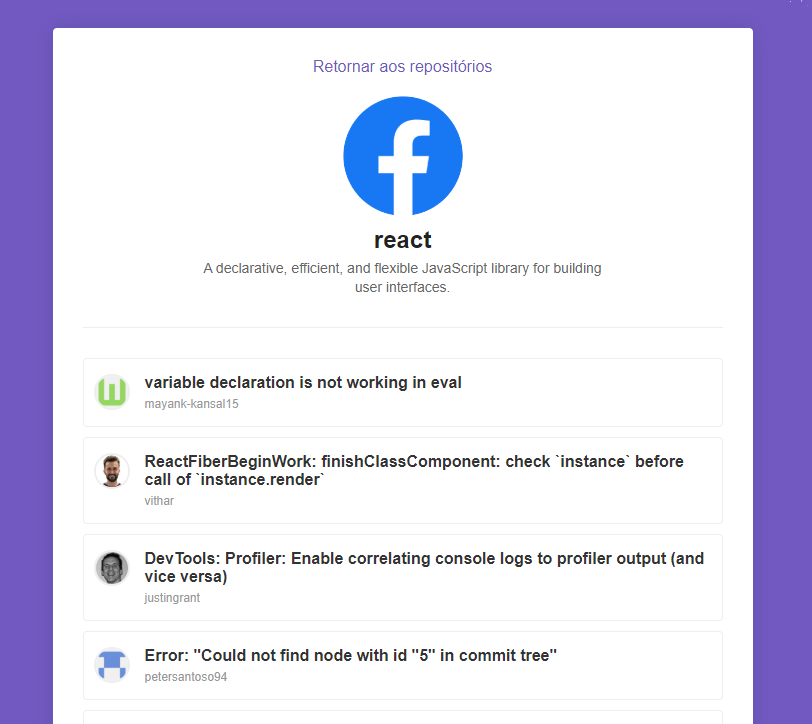 Retornar aos repositórios
react
A declarative, efficient, and flexible JavaScript library for building
user interfaces.
variable declaration is not working in eval
mayank-kansal15
ReactFiberBeginWork: finishClassComponent: check `instance` before
call of `instance.render`
vithar
DevTools: Profiler: Enable correlating console logs to profiler output (and
vice versa)
justingrant
Error: "Could not find node with id "5" in commit tree"
petersantoso94